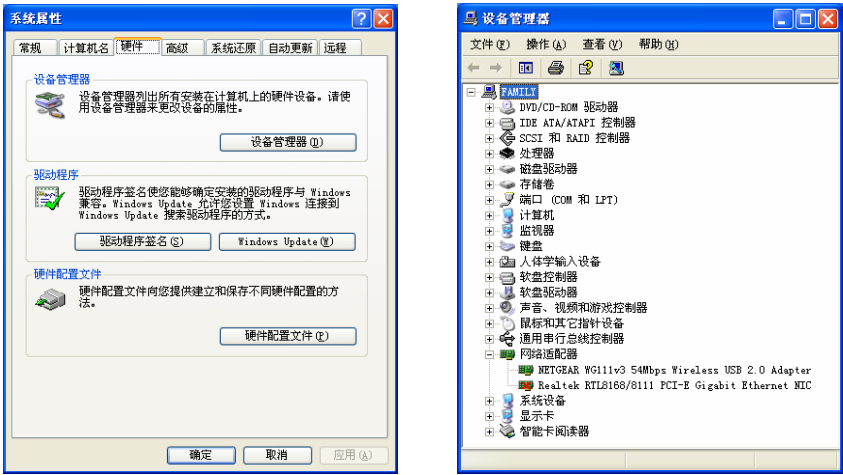 系统属性
常规
计算机名
硬件
高级
系统还原
自动更新
远程
设备管理器
设备管理器列出所有安装在计算机上的硬件设备。请使
用设备管理器来更改设备的属性。
设备管理器(D)
驱动程序
驱动程序签名使您能够确定安装的驱动程序与 Windows
兼容。Windows Update 允许您设置 Windows 连接到
Windows Update 搜索驱动程序的方式。
驱动程序签名(S)
Windows Update(W)
硬件配置文件
硬件配置文件向您提供建立和保存不同硬件配置的方
法。
硬件配置文件(P)
确定
取消
应用(A)
设备管理器
文件(F) 操作(A) 查看(V) 帮助(H)
FAMILY
DVD/CD-ROM 驱动器
IDE ATA/ATAPI 控制器
SCSI 和 RAID 控制器
处理器
磁盘驱动器
存储卷
端口 (COM 和 LPT)
计算机
监视器
键盘
人体学输入设备
软盘控制器
软盘驱动器
声音、视频和游戏控制器
鼠标和其它指针设备
通用串行总线控制器
网络适配器
NETGEAR WG111v3 54Mbps Wireless USB 2.0 Adapter
Realtek RTL8168/8111 PCI-E Gigabit Ethernet NIC
系统设备
显示卡
智能卡阅读器